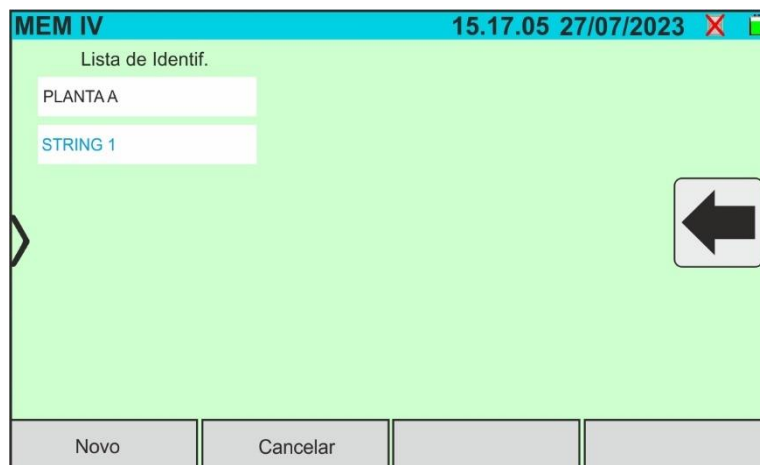 MEM IV 15.17.05 27/07/2023
Lista de Identif.
PLANTA A
STRING 1
Novo Cancelar